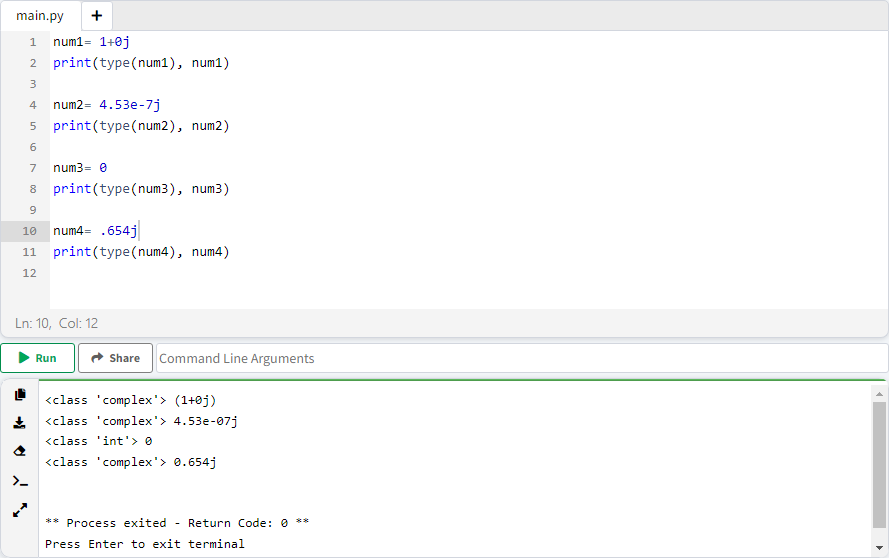 main.py +
1 num1= 1+0j
2 print(type(num1), num1)
3
4 num2= 4.53e-7j
5 print(type(num2), num2)
6
7 num3= 0
8 print(type(num3), num3)
9
10 num4= .654j
11 print(type(num4), num4)
12
Ln: 10, Col: 12
Run Share Command Line Arguments
<class 'complex'> (1+0j)
<class 'complex'> 4.53e-07j
<class 'int'> 0
<class 'complex'> 0.654j
** Process exited - Return Code: 0 **
Press Enter to exit terminal